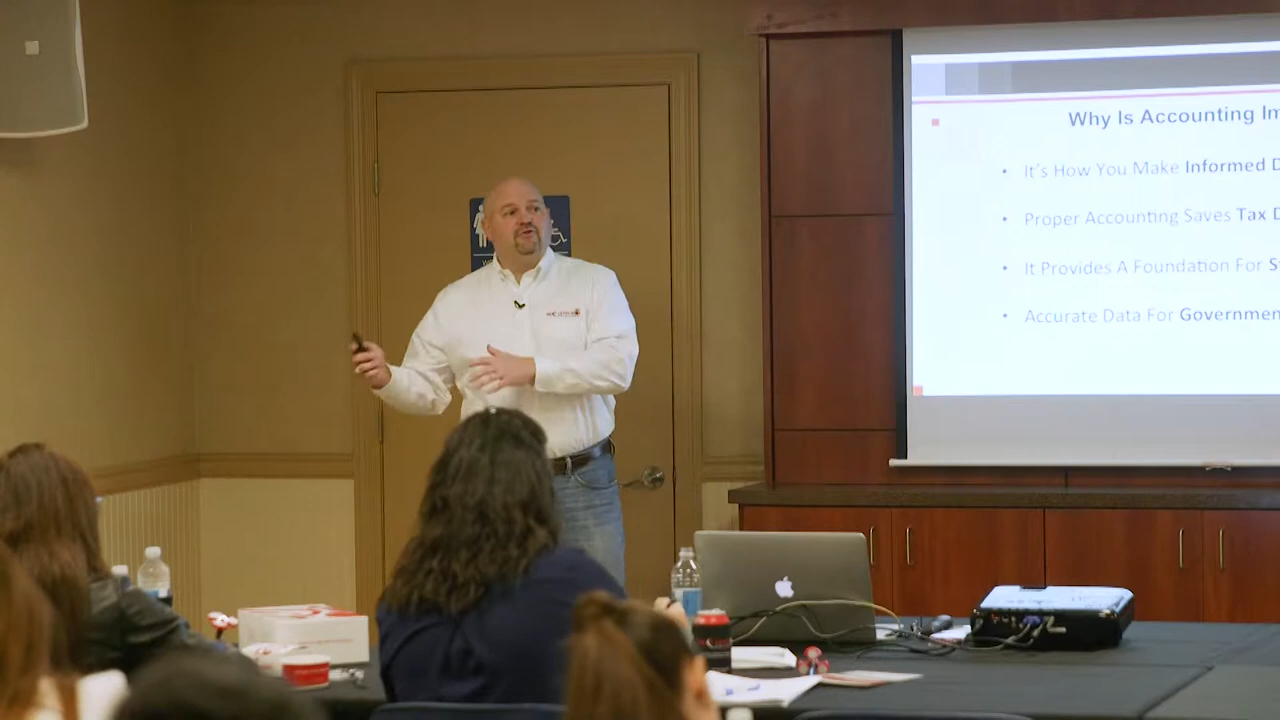 Why Is Accounting Im
• It's How You Make Informed D
• Proper Accounting Saves Tax D
• It Provides A Foundation For S
• Accurate Data For Governmen